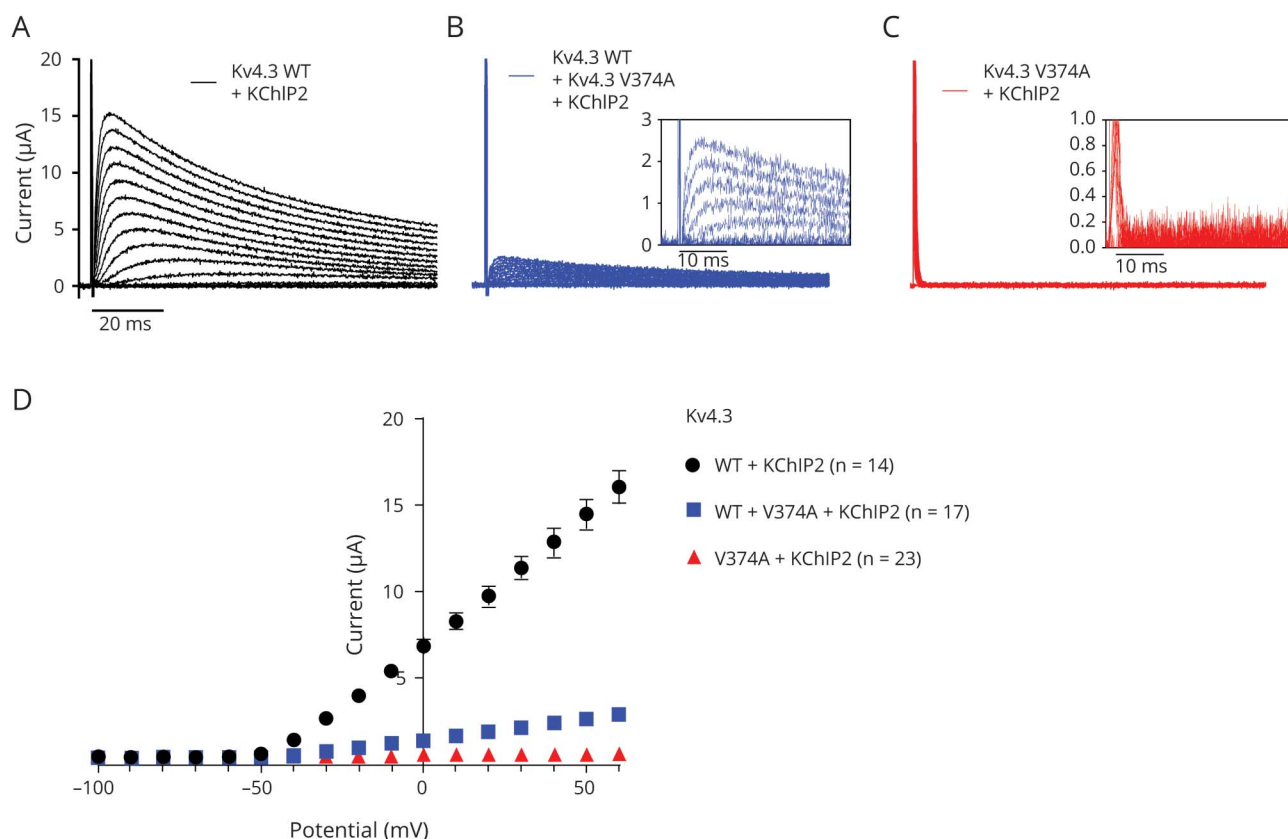 A
20
15
10
5
0
Current (µA)
Kv4.3 WT
+ KChIP2
20 ms
B
Kv4.3 WT
+ Kv4.3 V374A
+ KChIP2
3
2
1
0
10 ms
C
Kv4.3 V374A
+ KChIP2
1.0
0.8
0.6
0.4
0.2
0.0
10 ms
D
20
15
10
5
Current (µA)
−100
−50
0
50
Potential (mV)
Kv4.3
WT + KChIP2 (n = 14)
WT + V374A + KChIP2 (n = 17)
V374A + KChIP2 (n = 23)